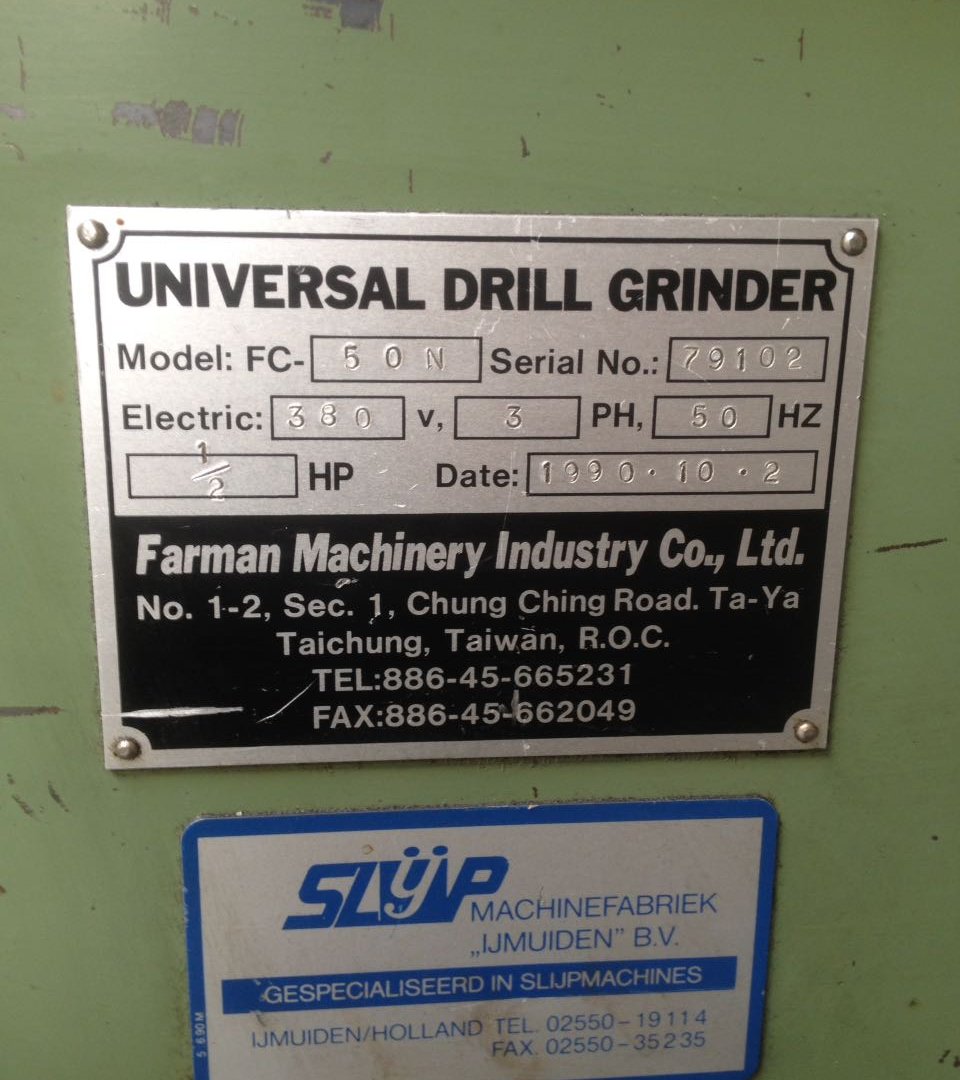 UNIVERSAL DRILL GRINDER
Model: FC- 50N Serial No.: 79102
Electric: 380 V, 3 PH, 50 HZ
1/2 HP Date: 1990·10·2
Farman Machinery Industry Co., Ltd.
No. 1-2, Sec. 1, Chung Ching Road. Ta-Ya
Taichung, Taiwan, R.O.C.
TEL:886-45-665231
FAX:886-45-662049
SLIJP
MACHINEFABRIEK
„IJMUIDEN" B.V.
GESPECIALISEERD IN SLIJPMACHINES
IJMUIDEN/HOLLAND TEL. 02550-19114
FAX. 02550-35235
5.690M